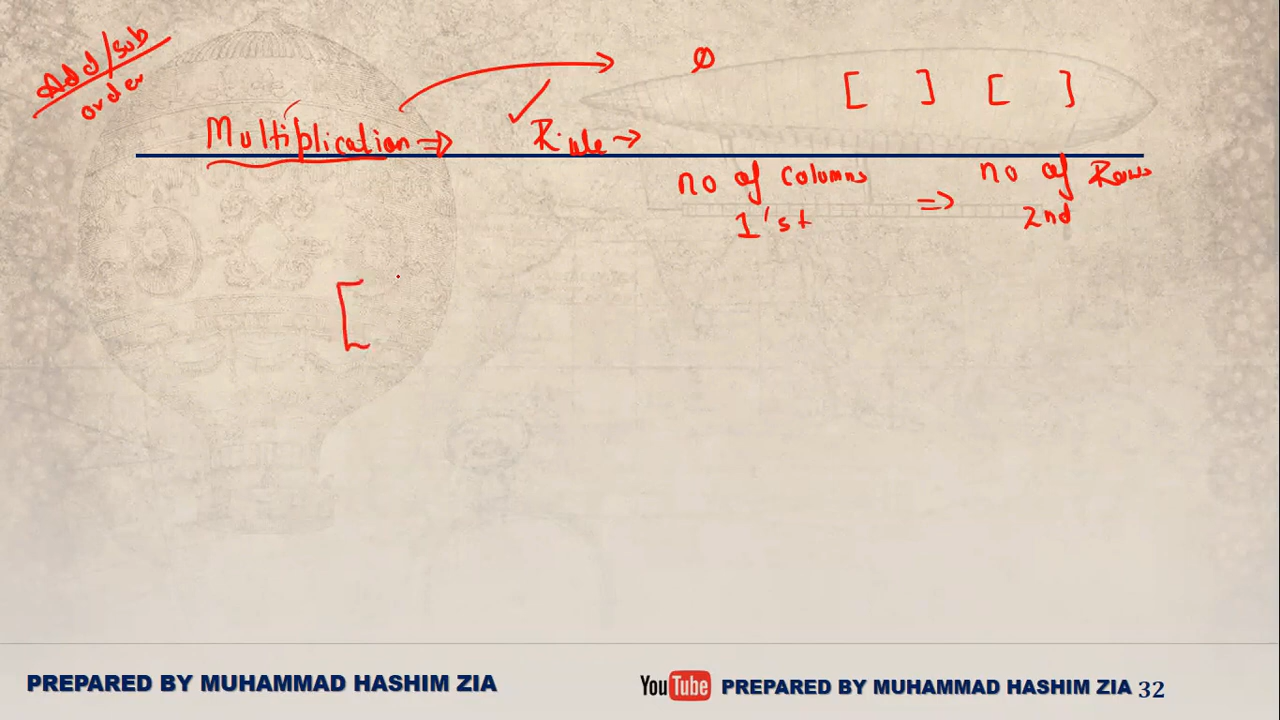 Add/sub
order
[ ] [ ]
Multiplication ⇒ Rule →
no of columns ⇒ no of Rows
1'st 2nd
[
PREPARED BY MUHAMMAD HASHIM ZIA
YouTube PREPARED BY MUHAMMAD HASHIM ZIA 32